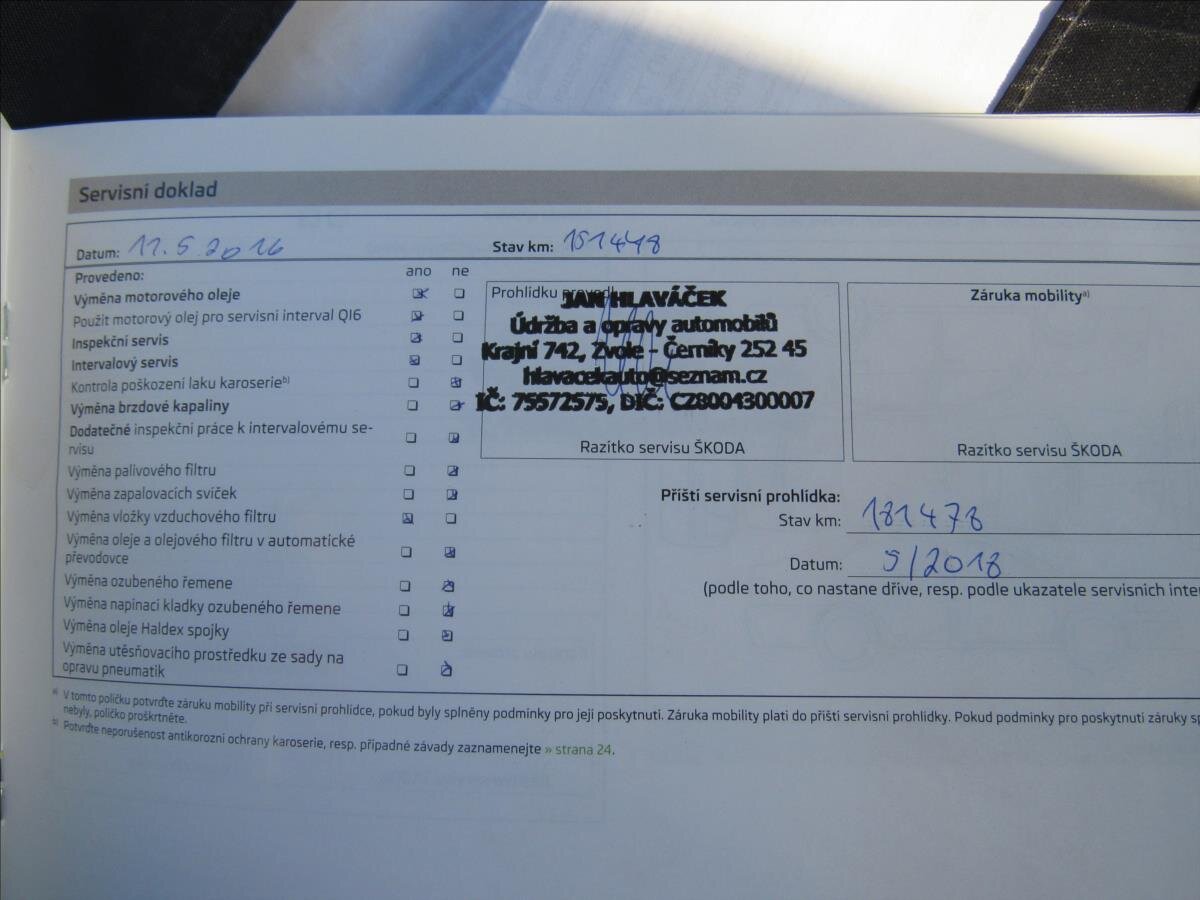 Servisní doklad
Datum: 11.5.2016 Stav km: 151448
Provedeno: ano ne
Výměna motorového oleje
Použit motorový olej pro servisní interval QI6
Inspekční servis
Intervalový servis
Kontrola poškození laku karoserie b)
Výměna brzdové kapaliny
Dodatečné inspekční práce k intervalovému se-
rvisu
Výměna palivového filtru
Výměna zapalovacích svíček
Výměna vložky vzduchového filtru
Výměna oleje a olejového filtru v automatické
převodovce
Výměna ozubeného řemene
Výměna napínací kladky ozubeného řemene
Výměna oleje Haldex spojky
Výměna utěsňovacího prostředku ze sady na
opravu pneumatik
Prohlídku provedl
JAN HLAVÁČEK
Údržba a opravy automobilů
Krajní 742, Zvole - Černíky 252 45
hlavacekauto@seznam.cz
IČ: 75572575, DIČ: CZ8004300007
Razítko servisu ŠKODA
Záruka mobility a)
Razítko servisu ŠKODA
Příští servisní prohlídka:
Stav km: 181478
Datum: 5/2018
(podle toho, co nastane dříve, resp. podle ukazatele servisních inte
a) V tomto políčku potvrďte záruku mobility při servisní prohlídce, pokud byly splněny podmínky pro její poskytnutí. Záruka mobility platí do příští servisní prohlídky. Pokud podmínky pro poskytnutí záruky sp
nebyly, políčko proškrtněte.
b) Potvrďte neporušenost antikorozní ochrany karoserie, resp. případné závady zaznamenejte » strana 24.